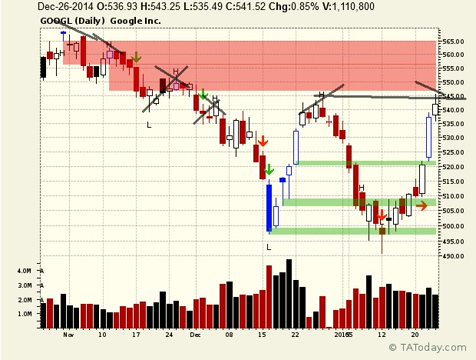 Dec-26-2014 O:536.93 H:543.25 L:535.49 C:541.52 Chg:0.85% V:1,110,800
GOOGL (Daily) Google Inc.
565.00
560.00
555.00
550.00
545.00
540.00
535.00
530.00
525.00
520.00
515.00
510.00
505.00
500.00
495.00
490.00
H
H
H
H
H
H
L
L
4.0M
3.0M
2.0M
1.0M
A
A
A
A
Nov 10 17 24 Dec 08 15 22 2015 12 20
© TAToday.com